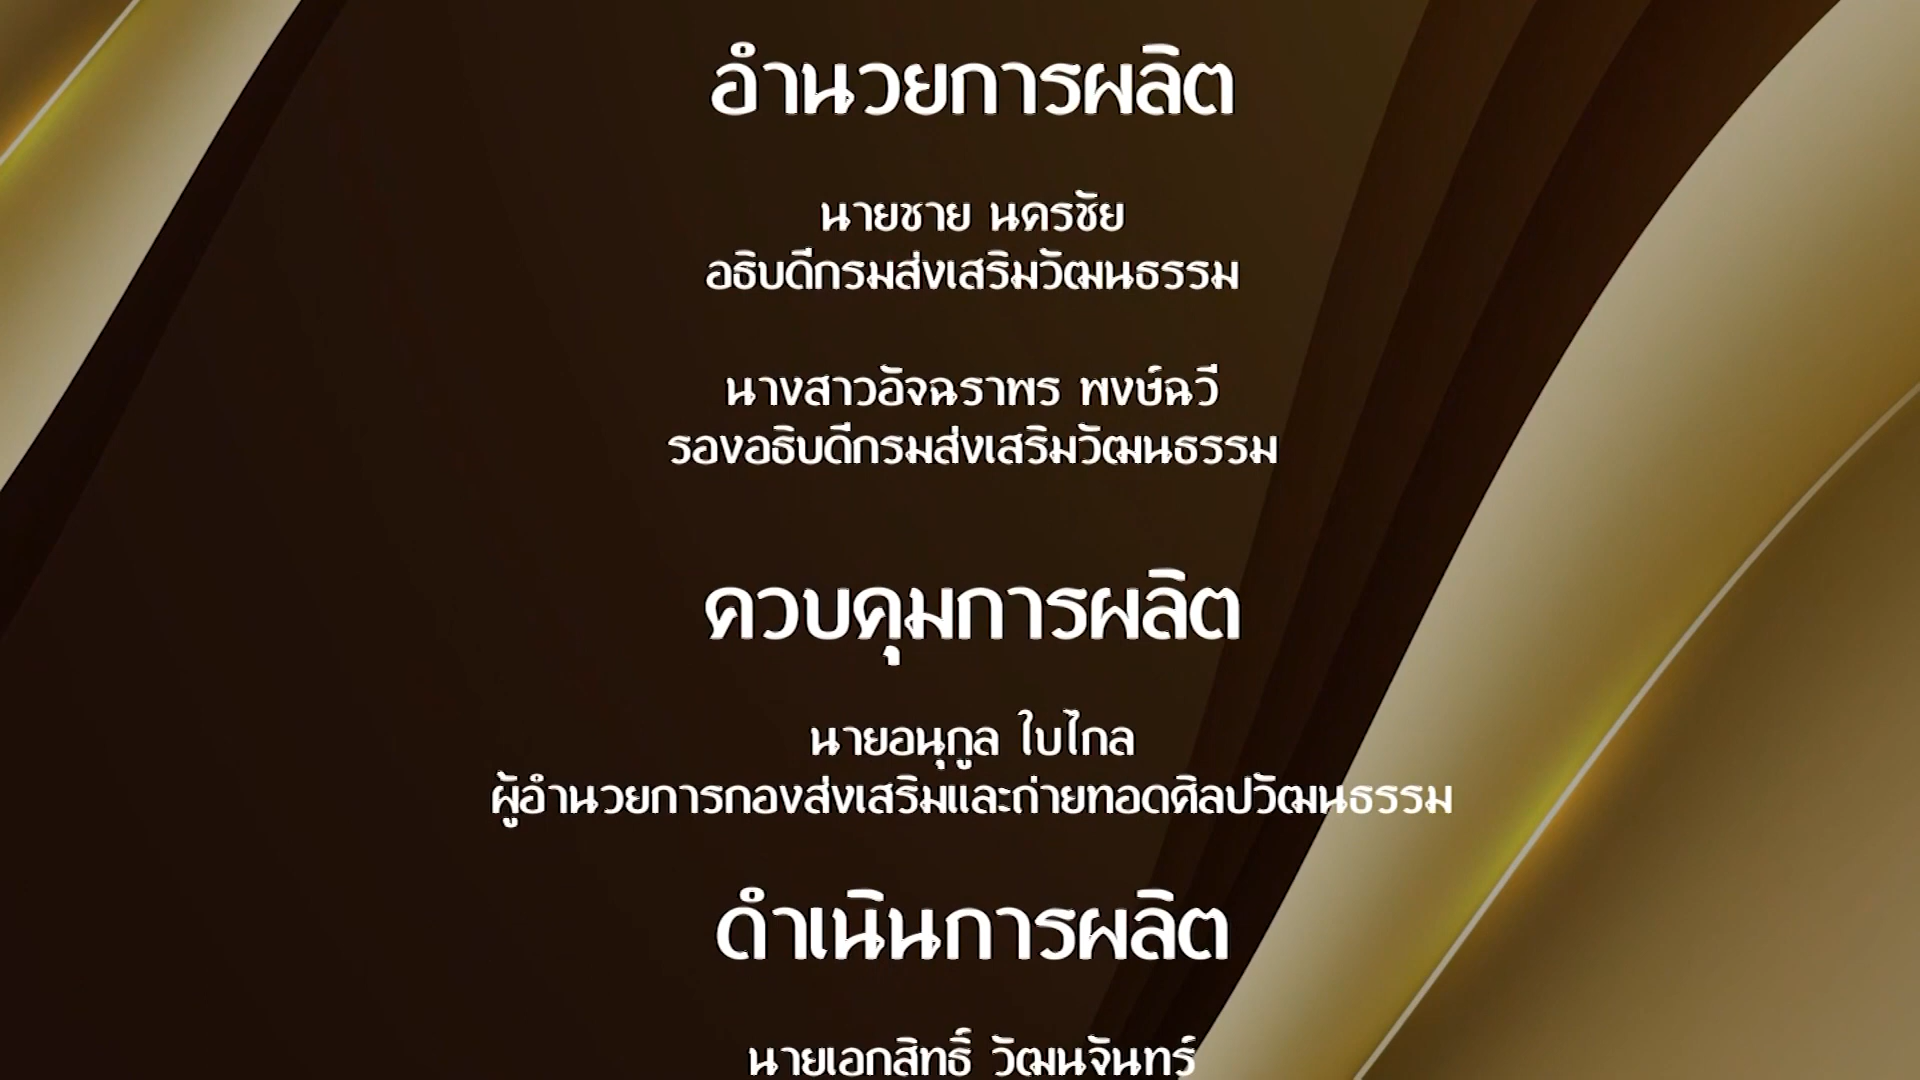 อำนวยการผลิต
นายชาย นครชัย
อธิบดีกรมส่งเสริมวัฒนธรรม
นางสาวอัจฉราพร พงษ์ฉวี
รองอธิบดีกรมส่งเสริมวัฒนธรรม
ควบคุมการผลิต
นายอนุกูล ใบไกล
ผู้อำนวยการกองส่งเสริมและถ่ายทอดศิลปวัฒนธรรม
ดำเนินการผลิต
นายเอกสิทธิ์ วัฒนจันทร์